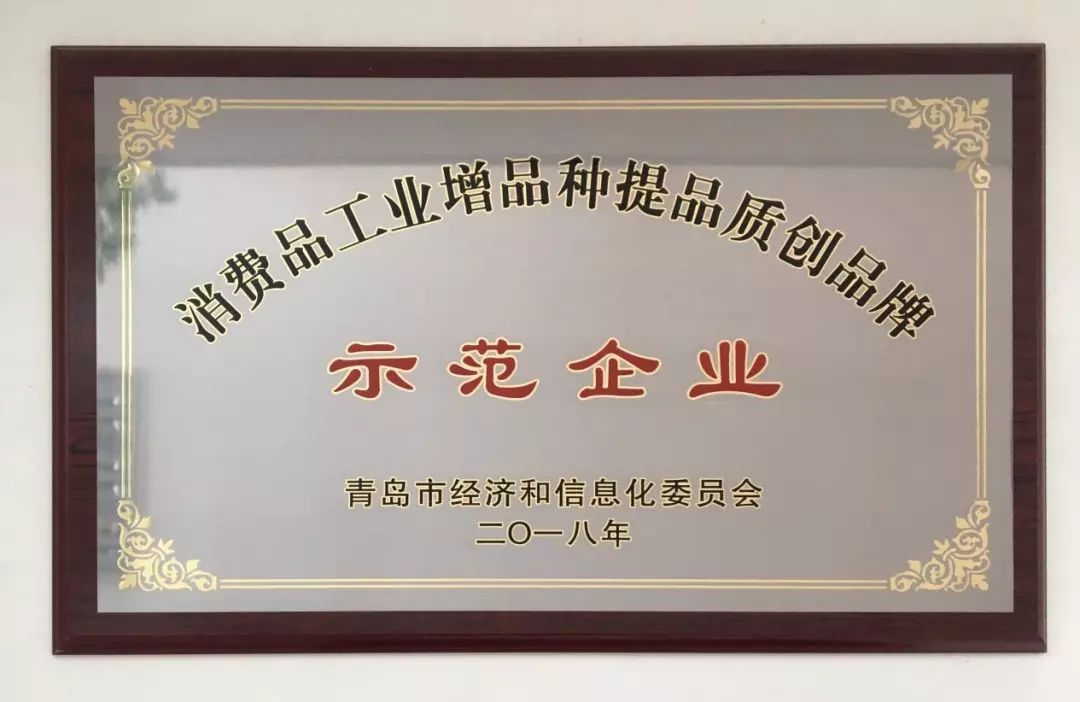 消费品工业增品种提品质创品牌
示范企业
青岛市经济和信息化委员会
二〇一八年